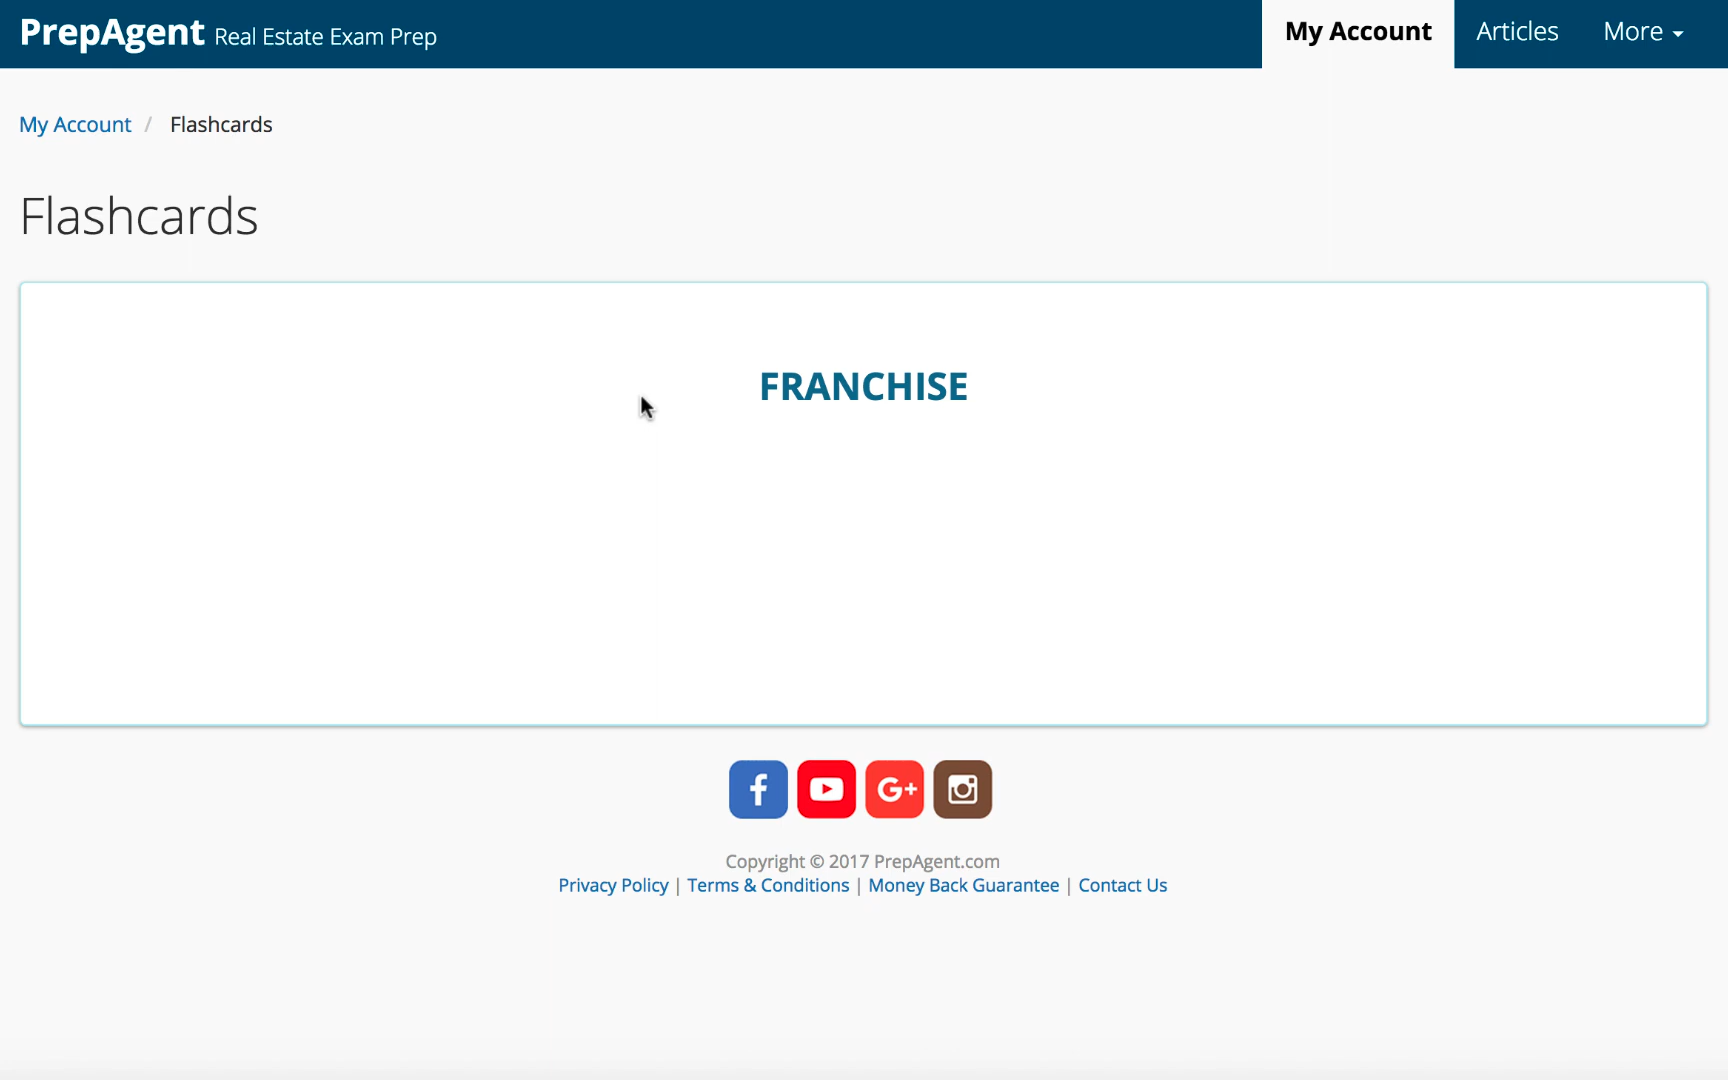 PrepAgent Real Estate Exam Prep
My Account
Articles
More
My Account / Flashcards
Flashcards
FRANCHISE
f
G+
Copyright © 2017 PrepAgent.com
Privacy Policy | Terms & Conditions | Money Back Guarantee | Contact Us